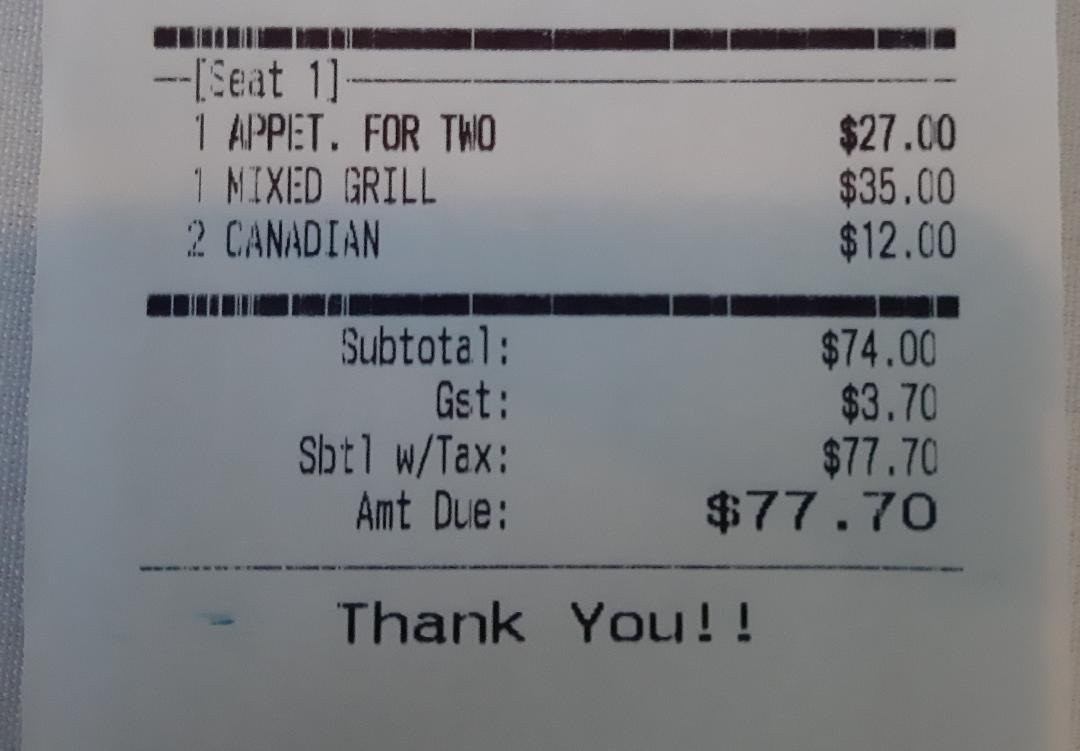 [Seat 1]
1 APPET. FOR TWO $27.00
1 MIXED GRILL $35.00
2 CANADIAN $12.00
Subtotal: $74.00
Gst: $3.70
Sbtl w/Tax: $77.70
Amt Due: $77.70
Thank You!!